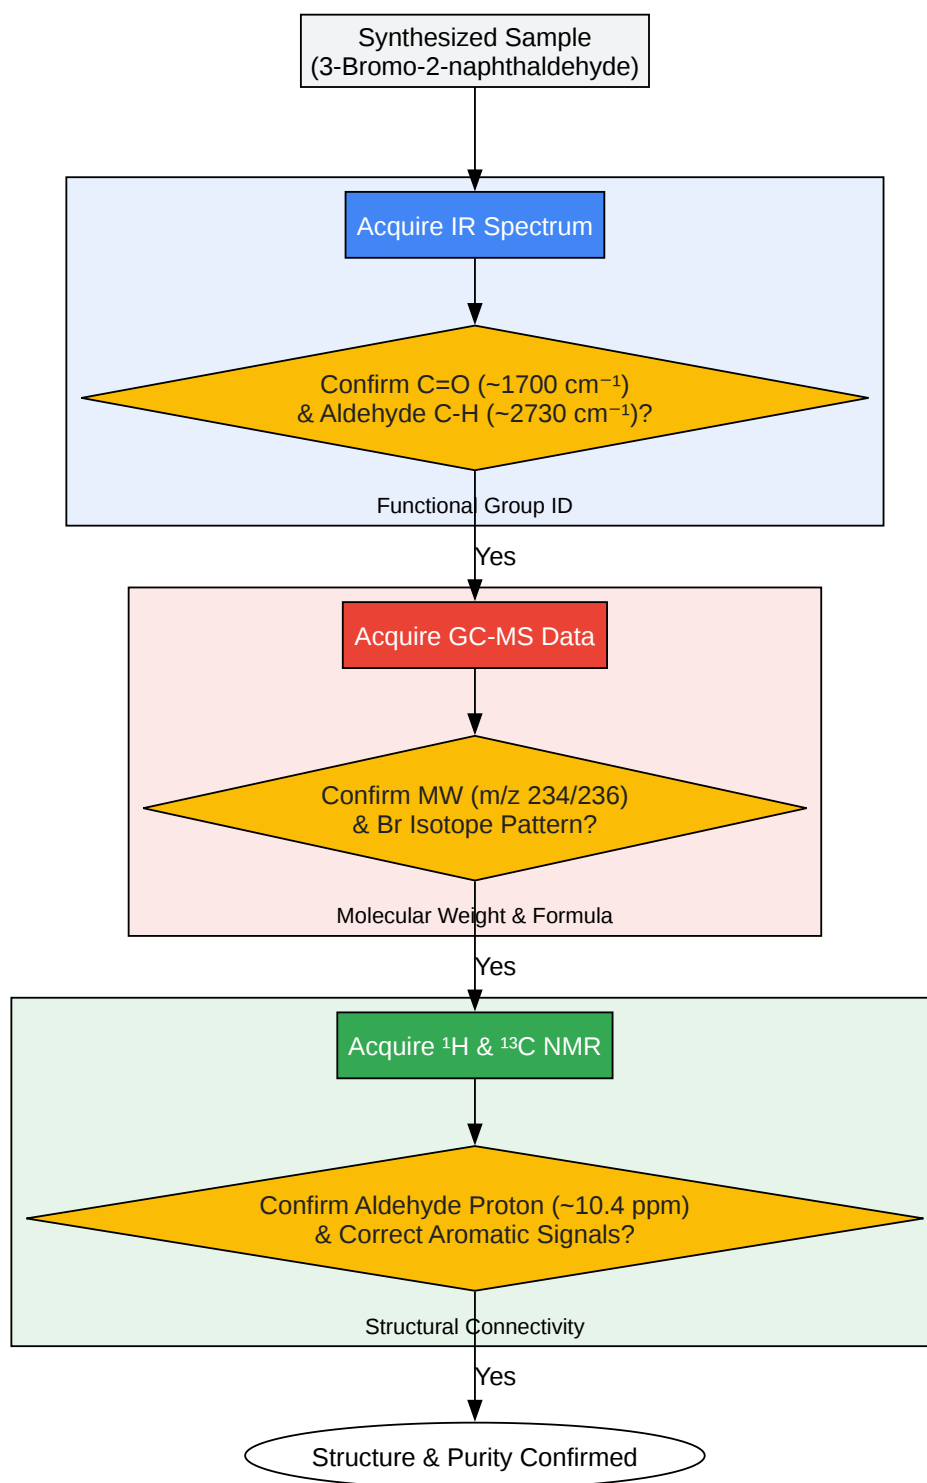 Synthesized Sample
(3-Bromo-2-naphthaldehyde)
Acquire IR Spectrum
Confirm C=O (~1700 cm⁻¹)
& Aldehyde C-H (~2730 cm⁻¹)?
Functional Group ID
Yes
Acquire GC-MS Data
Confirm MW (m/z 234/236)
& Br Isotope Pattern?
Molecular Weight & Formula
Yes
Acquire ¹H & ¹³C NMR
Confirm Aldehyde Proton (~10.4 ppm)
& Correct Aromatic Signals?
Structural Connectivity
Yes
Structure & Purity Confirmed